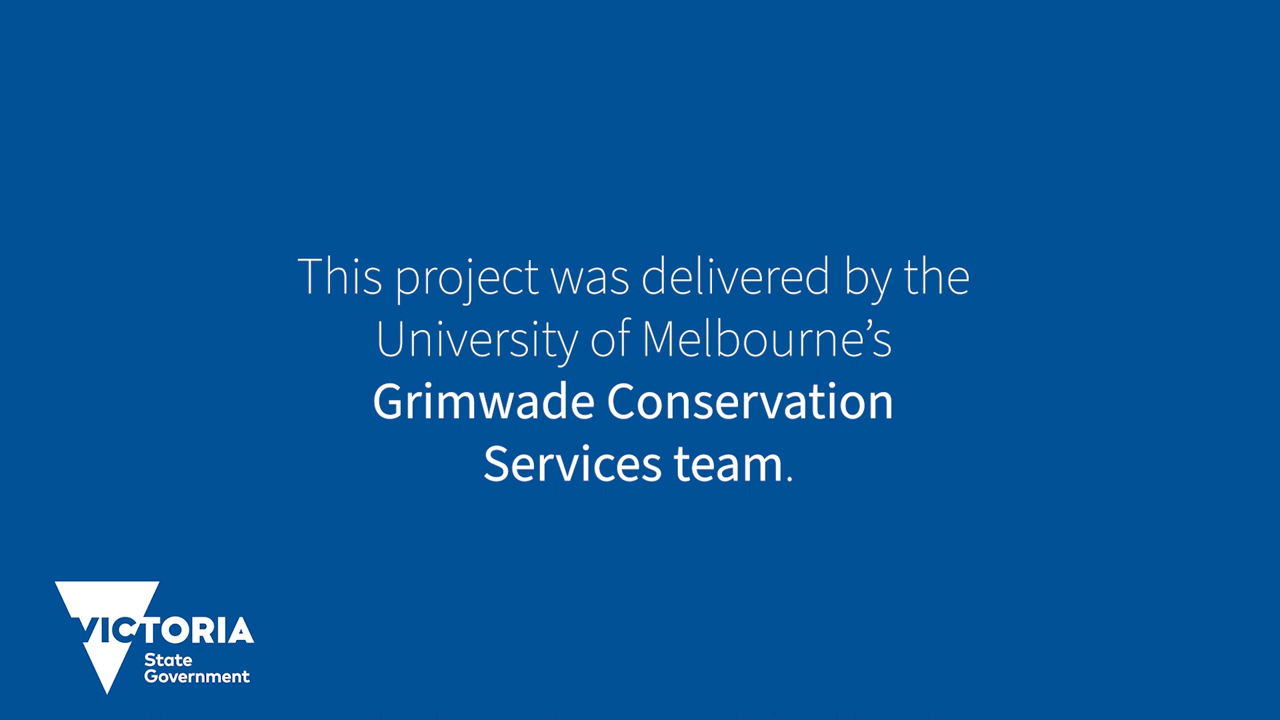 This project was delivered by the
University of Melbourne’s
Grimwade Conservation
Services team.
VICTORIA
State
Government